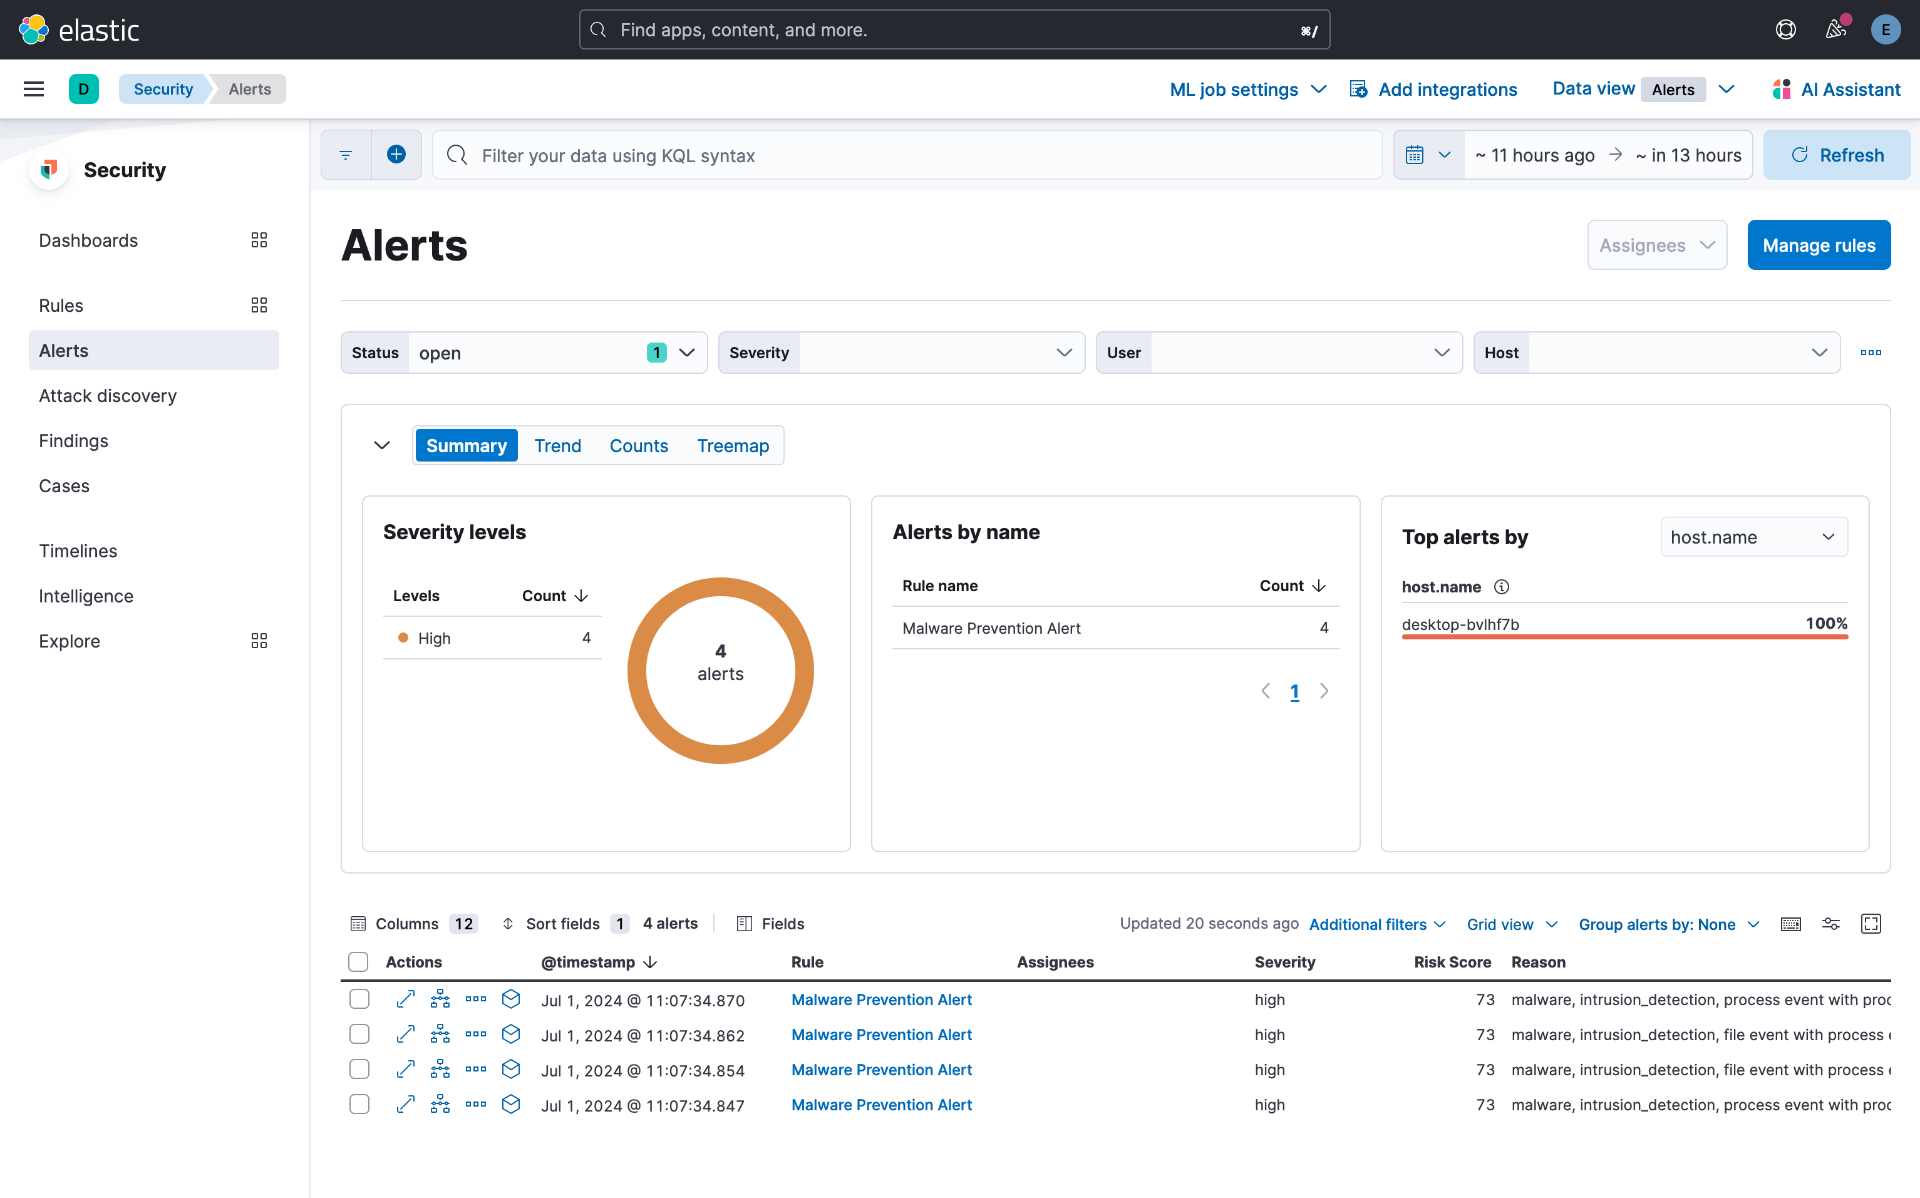 elastic
Find apps, content, and more.
⌘/
E
D
Security
Alerts
ML job settings
Add integrations
Data view
Alerts
AI Assistant
Security
Dashboards
Rules
Alerts
Attack discovery
Findings
Cases
Timelines
Intelligence
Explore
Filter your data using KQL syntax
~ 11 hours ago → ~ in 13 hours
Refresh
Alerts
Assignees
Manage rules
Status open 1
Severity
User
Host
Summary Trend Counts Treemap
Severity levels
Levels Count ↓
High 4
4
alerts
Alerts by name
Rule name Count ↓
Malware Prevention Alert 4
1
Top alerts by
host.name
host.name
desktop-bvlhf7b 100%
Columns 12 Sort fields 1 4 alerts Fields
Updated 20 seconds ago Additional filters Grid view Group alerts by: None
Actions @timestamp ↓ Rule Assignees Severity Risk Score Reason
Jul 1, 2024 @ 11:07:34.870 Malware Prevention Alert high 73 malware, intrusion_detection, process event with proc
Jul 1, 2024 @ 11:07:34.862 Malware Prevention Alert high 73 malware, intrusion_detection, file event with process e
Jul 1, 2024 @ 11:07:34.854 Malware Prevention Alert high 73 malware, intrusion_detection, file event with process e
Jul 1, 2024 @ 11:07:34.847 Malware Prevention Alert high 73 malware, intrusion_detection, process event with proc